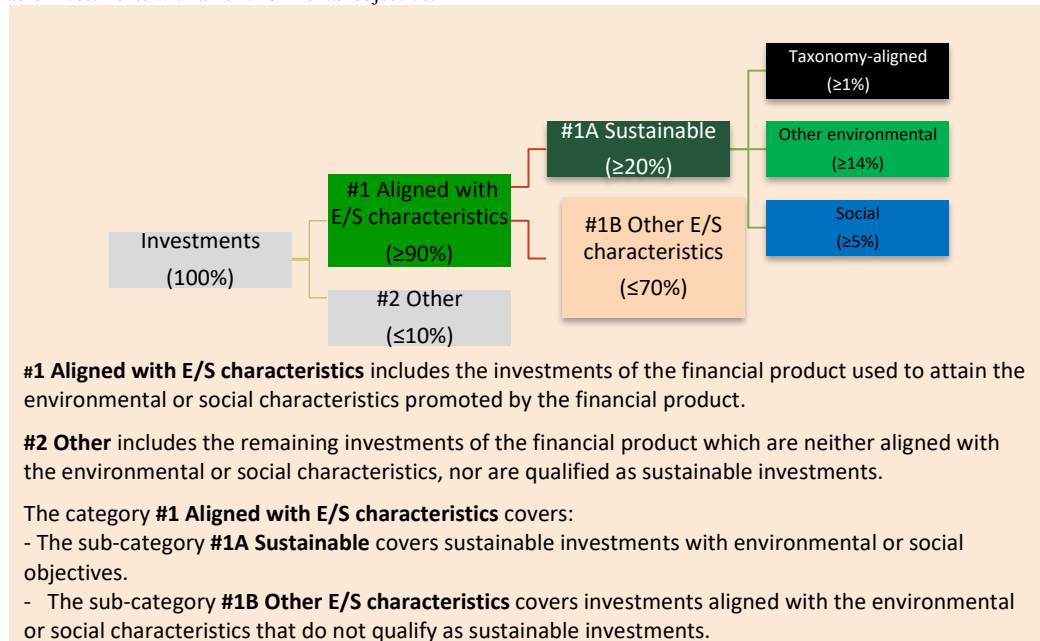 Taxonomy-aligned
(≥1%)
#1A Sustainable
(≥20%)
Other environmental
(≥14%)
#1 Aligned with
E/S characteristics
(≥90%)
#1B Other E/S
characteristics
(≤70%)
Social
(≥5%)
Investments
(100%)
#2 Other
(≤10%)
#1 Aligned with E/S characteristics includes the investments of the financial product used to attain the
environmental or social characteristics promoted by the financial product.
#2 Other includes the remaining investments of the financial product which are neither aligned with
the environmental or social characteristics, nor are qualified as sustainable investments.
The category #1 Aligned with E/S characteristics covers:
- The sub-category #1A Sustainable covers sustainable investments with environmental or social
objectives.
- The sub-category #1B Other E/S characteristics covers investments aligned with the environmental
or social characteristics that do not qualify as sustainable investments.